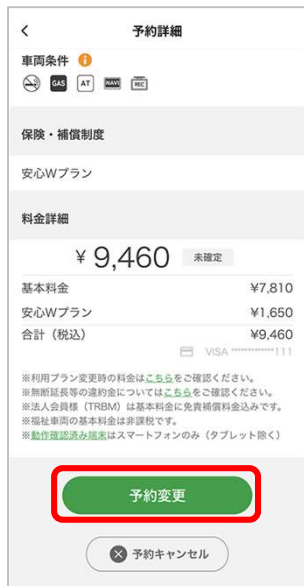 予約詳細
車両条件
GAS AT NAVI REC
保険・補償制度
安心Wプラン
料金詳細
¥ 9,460 未確定
基本料金 ¥7,810
安心Wプラン ¥1,650
合計（税込） ¥9,460
VISA ************111
※利用プラン変更時の料金はこちらをご確認ください。
※無断延長等の違約金についてはこちらをご確認ください。
※法人会員様（TRBM）は基本料金に免責補償料金込みです。
※福祉車両の基本料金は非課税です。
※動作確認済み端末はスマートフォンのみ（タブレット除く）
予約変更
予約キャンセル